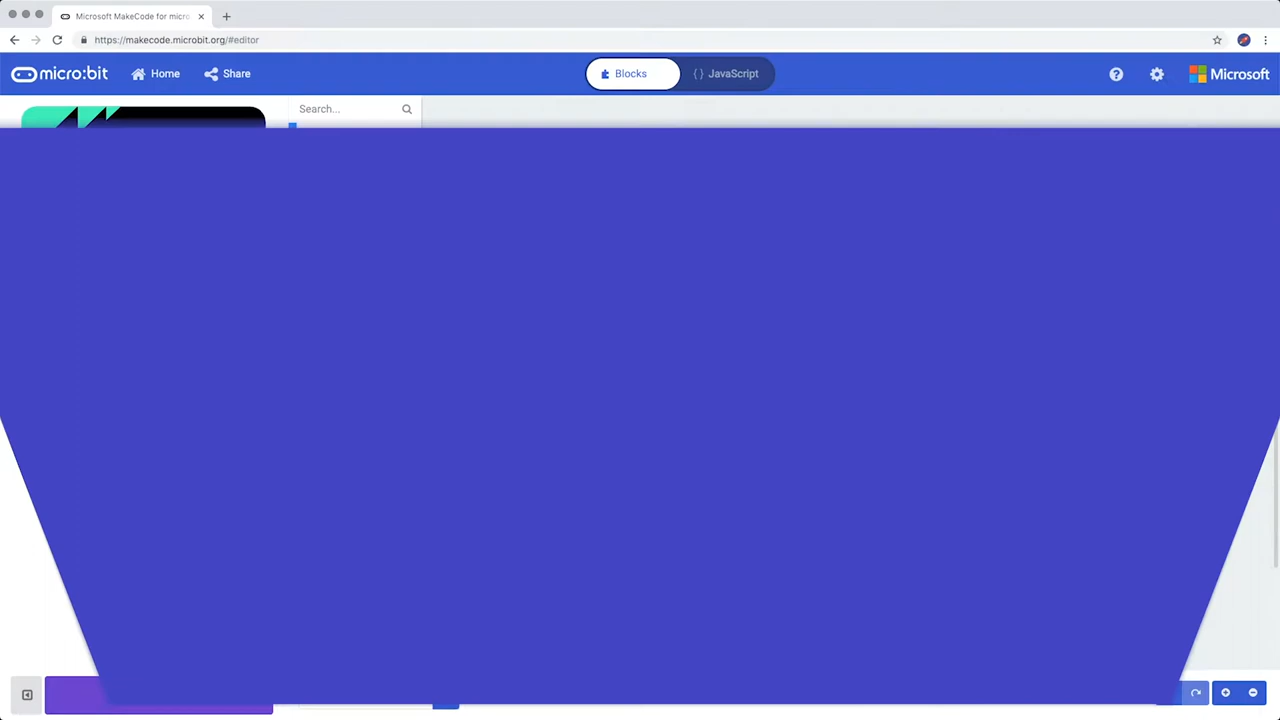 Microsoft MakeCode for micro
https://makecode.microbit.org/#editor
micro:bit
Home
Share
Blocks
{ } JavaScript
Microsoft
Search...